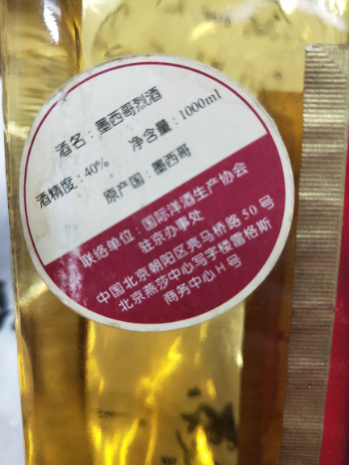 酒名：墨西哥烈酒
酒精度：40% 净含量：1000ml
原产国：墨西哥
联络单位：国际洋酒生产协会
驻京办事处
中国北京朝阳区亮马桥路50号
北京燕莎中心写字楼雷格斯
商务中心H号